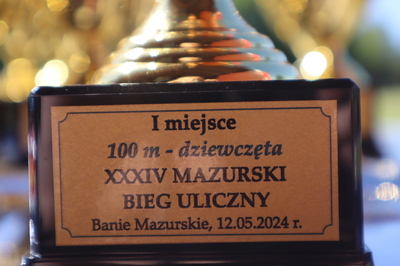 I miejsce
100 m - dziewczęta
XXXIV MAZURSKI
BIEG ULICZNY
Banie Mazurskie, 12.05.2024 r.